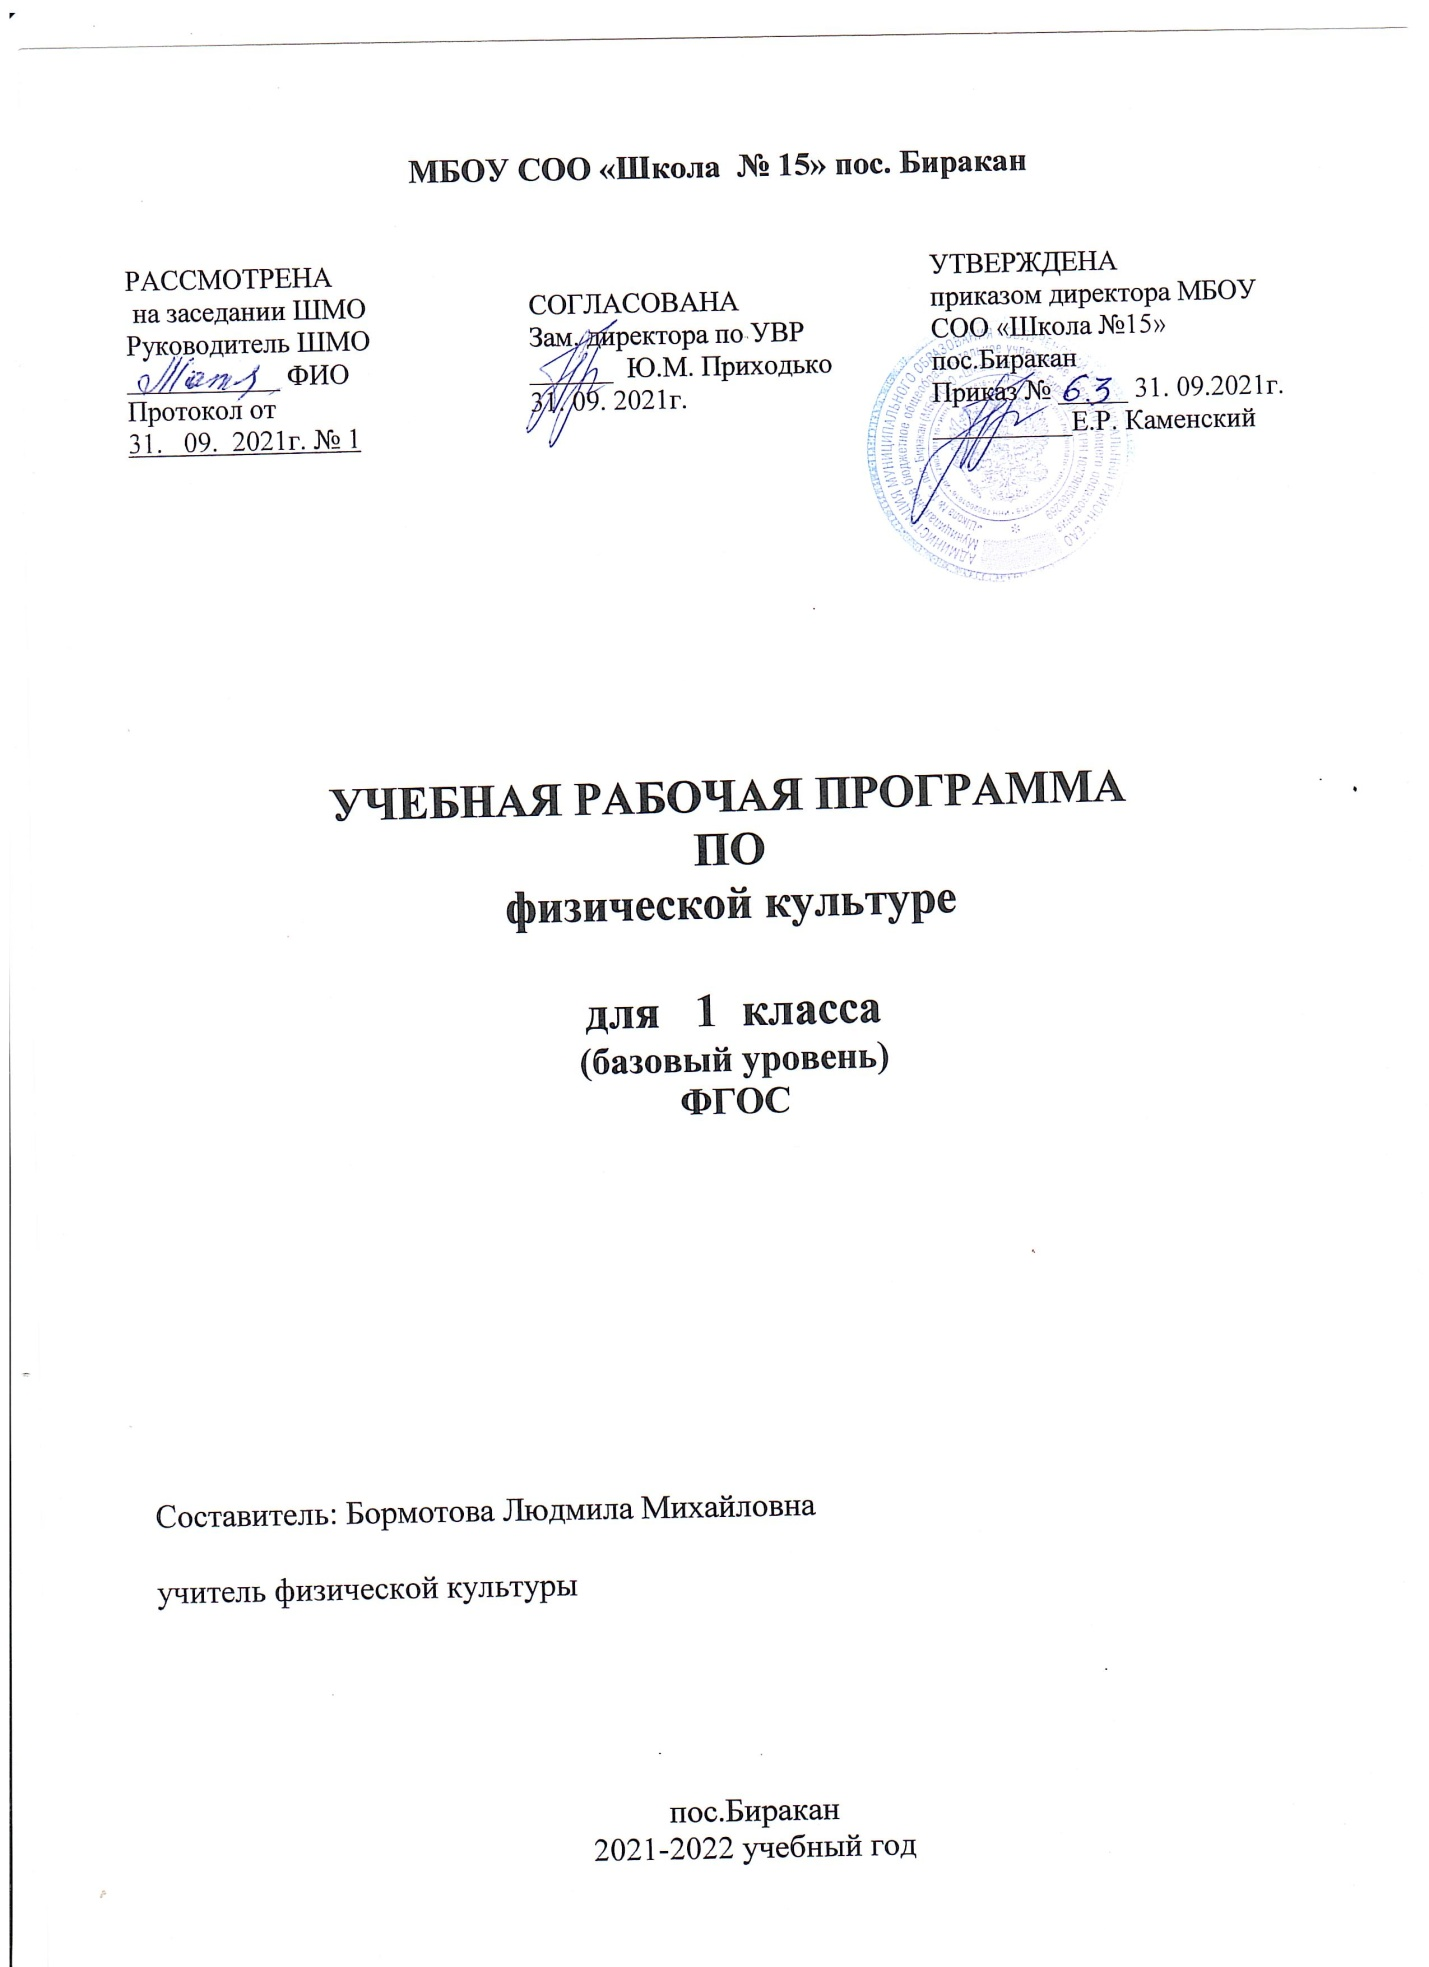 МБОУ СОО «Школа № 15» пос. Биракан
РАССМОТРЕНА
на заседании ШМО
Руководитель ШМО
ФИО
Протокол от
31. 09. 2021г. № 1
СОГЛАСОВАНА
Зам. директора по УВР
Ю.М. Приходько
31. 09. 2021г.
УТВЕРЖДЕНА
приказом директора МБОУ
СОО «Школа №15»
пос.Биракан
Приказ № 63 31. 09.2021г.
Е.Р. Каменский
УЧЕБНАЯ РАБОЧАЯ ПРОГРАММА
ПО
физической культуре
для 1 класса
(базовый уровень)
ФГОС
Составитель: Бормотова Людмила Михайловна
учитель физической культуры
пос.Биракан
2021-2022 учебный год